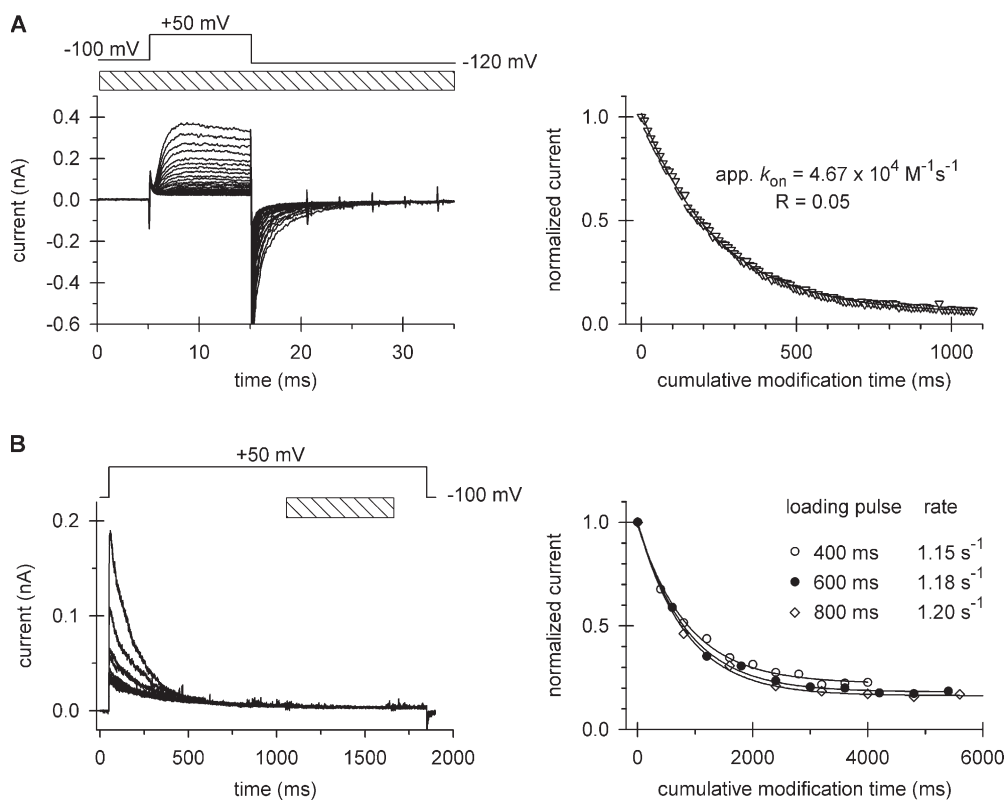 A
+50 mV
-100 mV
-120 mV
0.4
0.2
0.0
-0.2
-0.4
-0.6
current (nA)
0
10
20
30
time (ms)
1.0
0.5
0.0
normalized current
app. kon = 4.67 x 10⁴ M⁻¹s⁻¹
R = 0.05
0
500
1000
cumulative modification time (ms)
B
+50 mV
-100 mV
0.2
0.1
0.0
current (nA)
0
500
1000
1500
2000
time (ms)
1.0
0.5
0.0
normalized current
loading pulse rate
400 ms 1.15 s⁻¹
600 ms 1.18 s⁻¹
800 ms 1.20 s⁻¹
0
2000
4000
6000
cumulative modification time (ms)